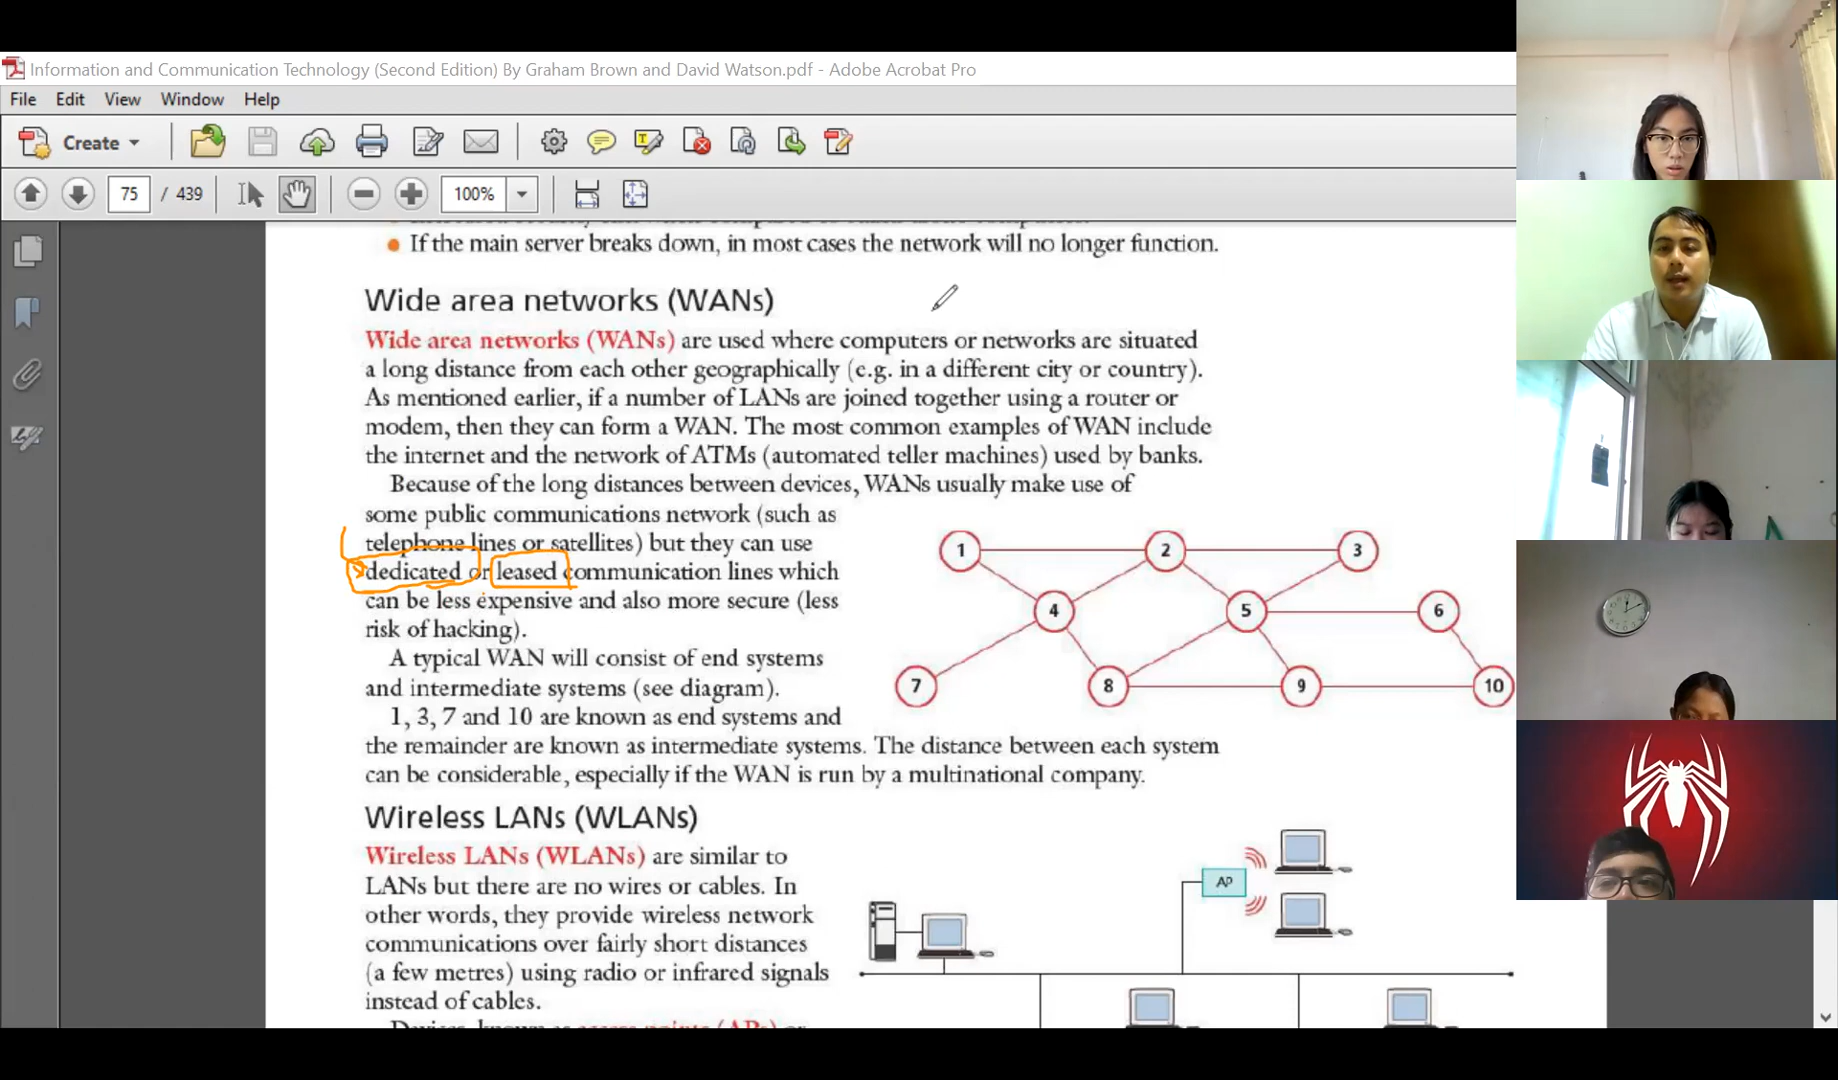 Information and Communication Technology (Second Edition) By Graham Brown and David Watson.pdf - Adobe Acrobat Pro
File Edit View Window Help
Create
75 / 439 100%
If the main server breaks down, in most cases the network will no longer function.
Wide area networks (WANs)
Wide area networks (WANs) are used where computers or networks are situated
a long distance from each other geographically (e.g. in a different city or country).
As mentioned earlier, if a number of LANs are joined together using a router or
modem, then they can form a WAN. The most common examples of WAN include
the internet and the network of ATMs (automated teller machines) used by banks.
Because of the long distances between devices, WANs usually make use of
some public communications network (such as
telephone lines or satellites) but they can use
dedicated or leased communication lines which
can be less expensive and also more secure (less
risk of hacking).
A typical WAN will consist of end systems
and intermediate systems (see diagram).
1, 3, 7 and 10 are known as end systems and
the remainder are known as intermediate systems. The distance between each system
can be considerable, especially if the WAN is run by a multinational company.
1 2 3
4 5 6
7 8 9 10
Wireless LANs (WLANs)
Wireless LANs (WLANs) are similar to
LANs but there are no wires or cables. In
other words, they provide wireless network
communications over fairly short distances
(a few metres) using radio or infrared signals
instead of cables.
AP